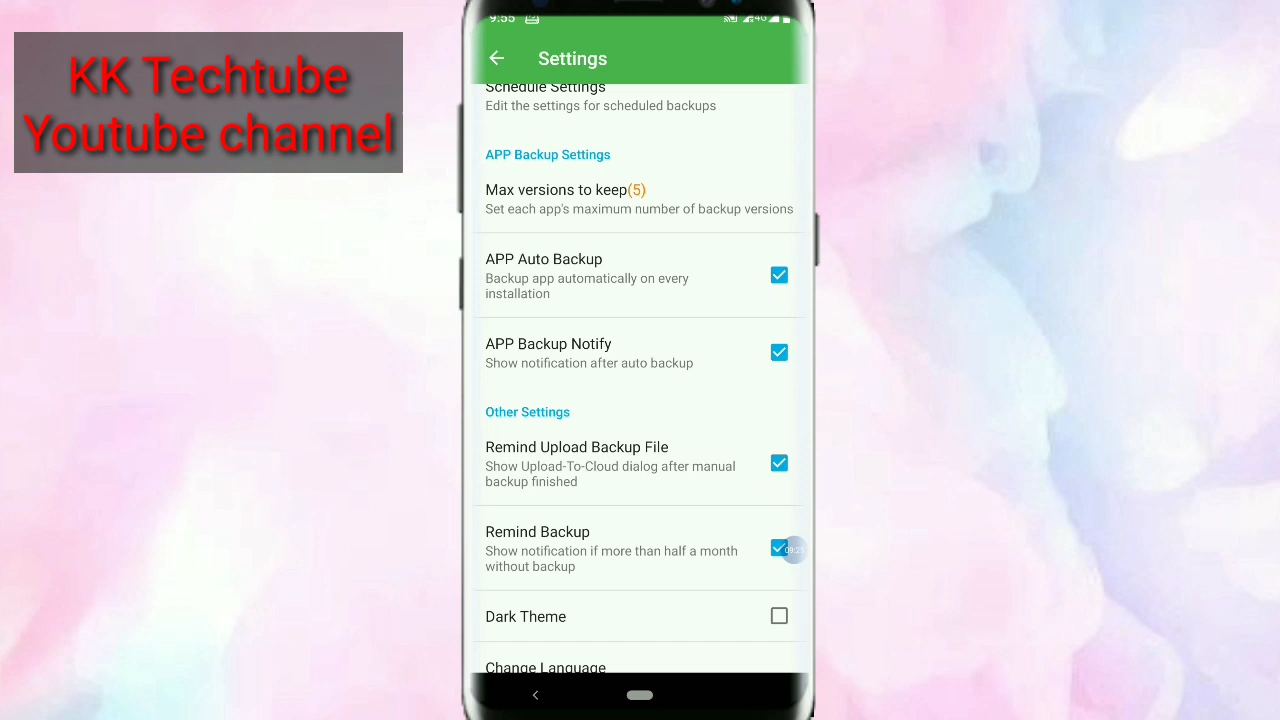 KK Techtube
Youtube channel
9:55
4G
Settings
Schedule Settings
Edit the settings for scheduled backups
APP Backup Settings
Max versions to keep(5)
Set each app's maximum number of backup versions
APP Auto Backup
Backup app automatically on every
installation
APP Backup Notify
Show notification after auto backup
Other Settings
Remind Upload Backup File
Show Upload-To-Cloud dialog after manual
backup finished
Remind Backup
Show notification if more than half a month
without backup
Dark Theme
Change Language